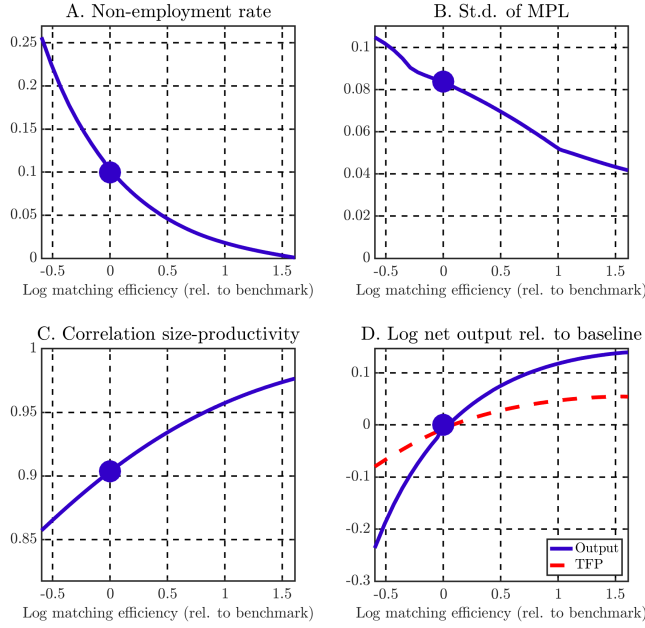 A. Non-employment rate
0.25
0.2
0.15
0.1
0.05
0
-0.5 0 0.5 1 1.5
Log matching efficiency (rel. to benchmark)
B. St.d. of MPL
0.1
0.08
0.06
0.04
0.02
0
-0.5 0 0.5 1 1.5
Log matching efficiency (rel. to benchmark)
C. Correlation size-productivity
1
0.95
0.9
0.85
-0.5 0 0.5 1 1.5
Log matching efficiency (rel. to benchmark)
D. Log net output rel. to baseline
0.1
0
-0.1
-0.2
-0.3
Output
TFP
-0.5 0 0.5 1 1.5
Log matching efficiency (rel. to benchmark)